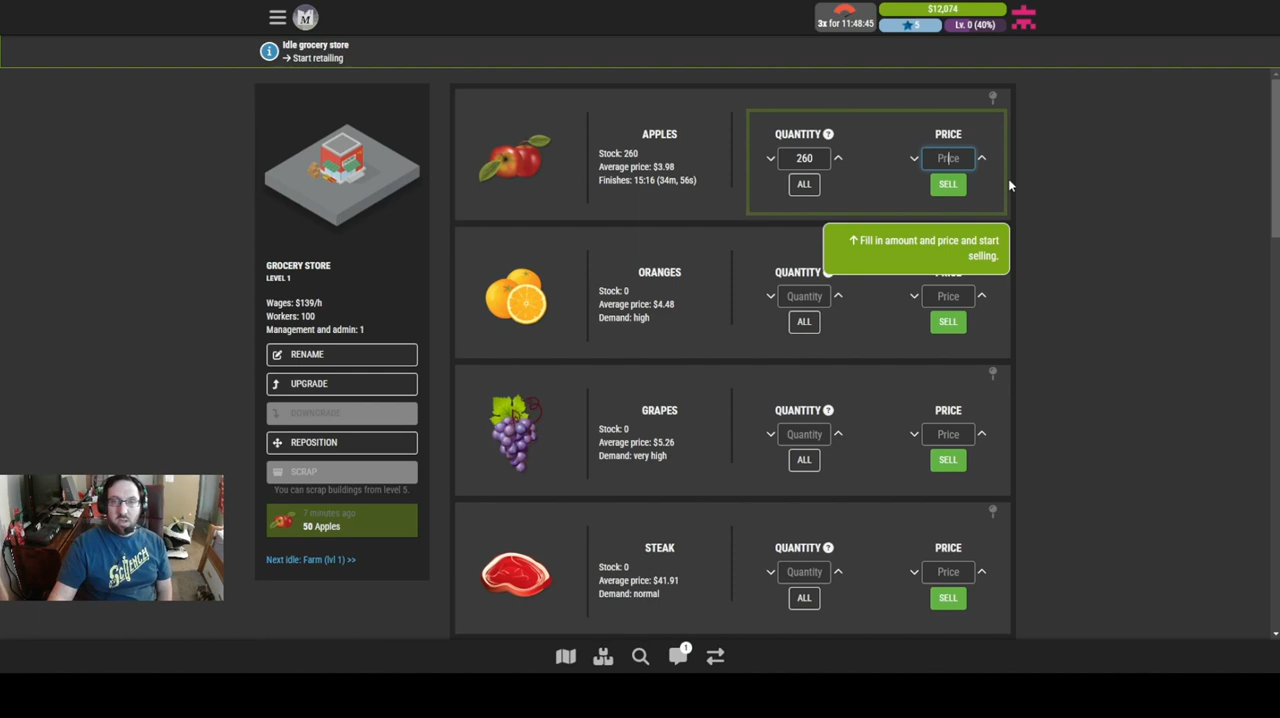 M
3x for 11:48:45
$12,074
5
Lv. 0 (40%)
Idle grocery store
→ Start retailing
GROCERY STORE
LEVEL 1
Wages: $139/h
Workers: 100
Management and admin: 1
RENAME
UPGRADE
DOWNGRADE
REPOSITION
SCRAP
You can scrap buildings from level 5.
7 minutes ago
50 Apples
Next idle: Farm (lvl 1) >>
APPLES
Stock: 260
Average price: $3.98
Finishes: 15:16 (34m, 56s)
QUANTITY ?
260
ALL
PRICE
Price
SELL
↑ Fill in amount and price and start
selling.
ORANGES
Stock: 0
Average price: $4.48
Demand: high
QUANTITY
Quantity
ALL
PRICE
Price
SELL
GRAPES
Stock: 0
Average price: $5.26
Demand: very high
QUANTITY ?
Quantity
ALL
PRICE
Price
SELL
STEAK
Stock: 0
Average price: $41.91
Demand: normal
QUANTITY ?
Quantity
ALL
PRICE
Price
SELL
1